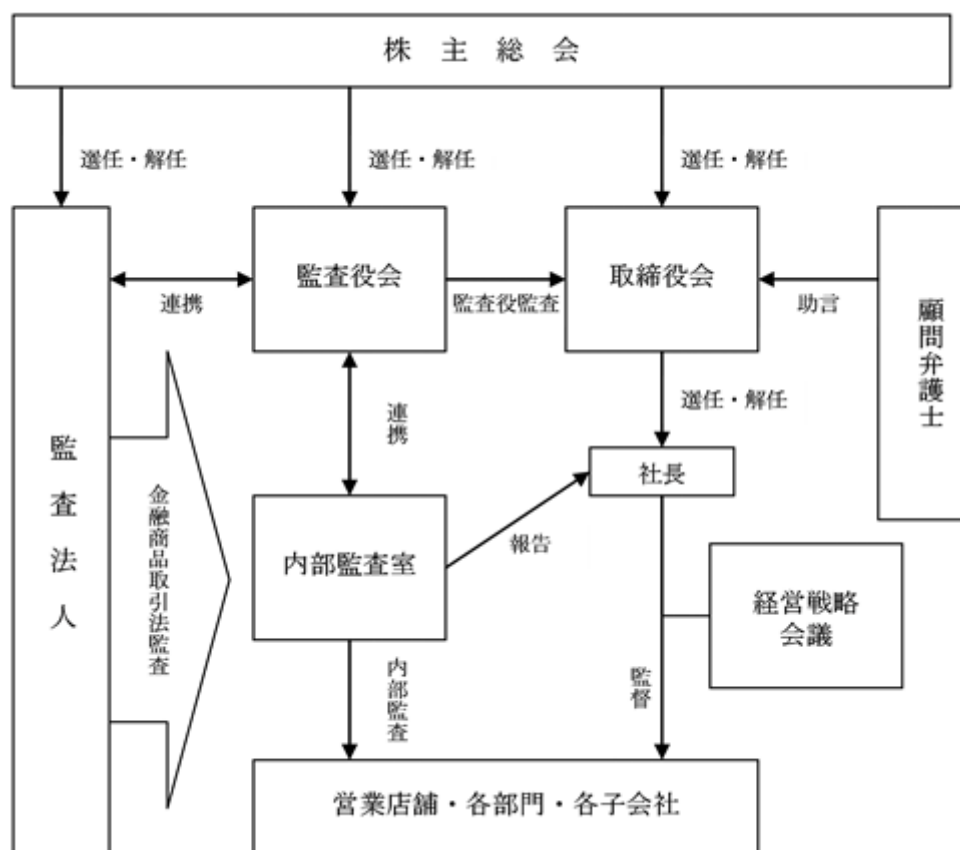 株主総会
選任・解任
選任・解任
選任・解任
監査法人
連携
監査役会
監査役監査
取締役会
助言
顧問弁護士
連携
選任・解任
社長
金融商品取引法監査
内部監査室
報告
経営戦略
会議
内部監査
監督
営業店舗・各部門・各子会社